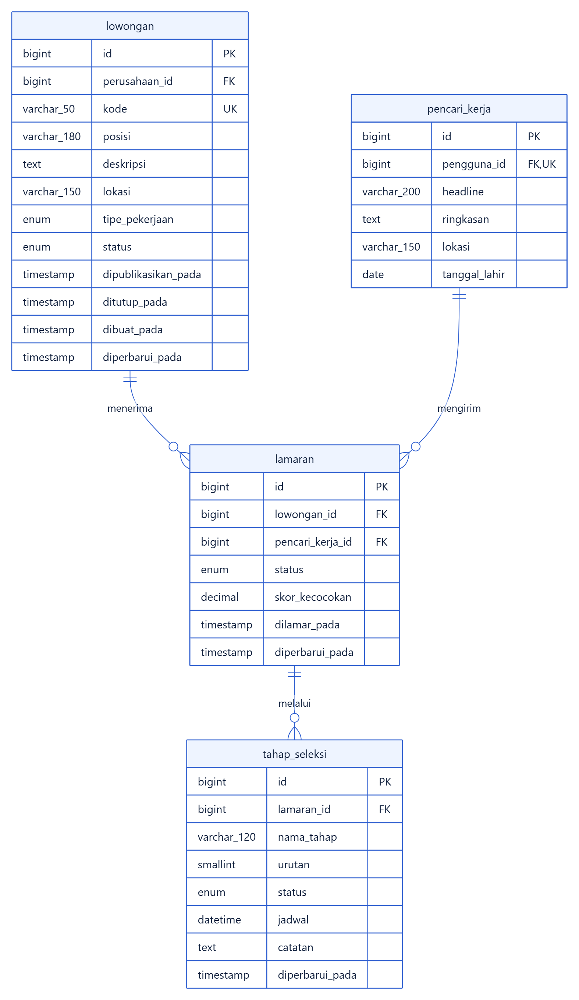 lowongan
bigint id PK
bigint perusahaan_id FK
varchar_50 kode UK
varchar_180 posisi
text deskripsi
varchar_150 lokasi
enum tipe_pekerjaan
enum status
timestamp dipublikasikan_pada
timestamp ditutup_pada
timestamp dibuat_pada
timestamp diperbarui_pada
pencari_kerja
bigint id PK
bigint pengguna_id FK,UK
varchar_200 headline
text ringkasan
varchar_150 lokasi
date tanggal_lahir
menerima
mengirim
lamaran
bigint id PK
bigint lowongan_id FK
bigint pencari_kerja_id FK
enum status
decimal skor_kecocokan
timestamp dilamar_pada
timestamp diperbarui_pada
melalui
tahap_seleksi
bigint id PK
bigint lamaran_id FK
varchar_120 nama_tahap
smallint urutan
enum status
datetime jadwal
text catatan
timestamp diperbarui_pada